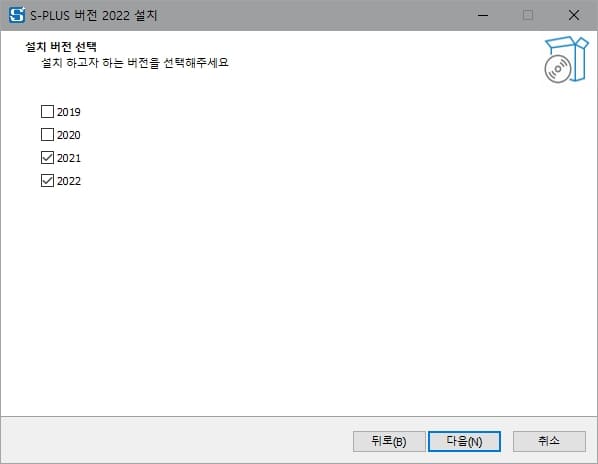 S-PLUS 버전 2022 설치
설치 버전 선택
설치 하고자 하는 버전을 선택해주세요
2019
2020
2021
2022
뒤로(B) 다음(N) 취소